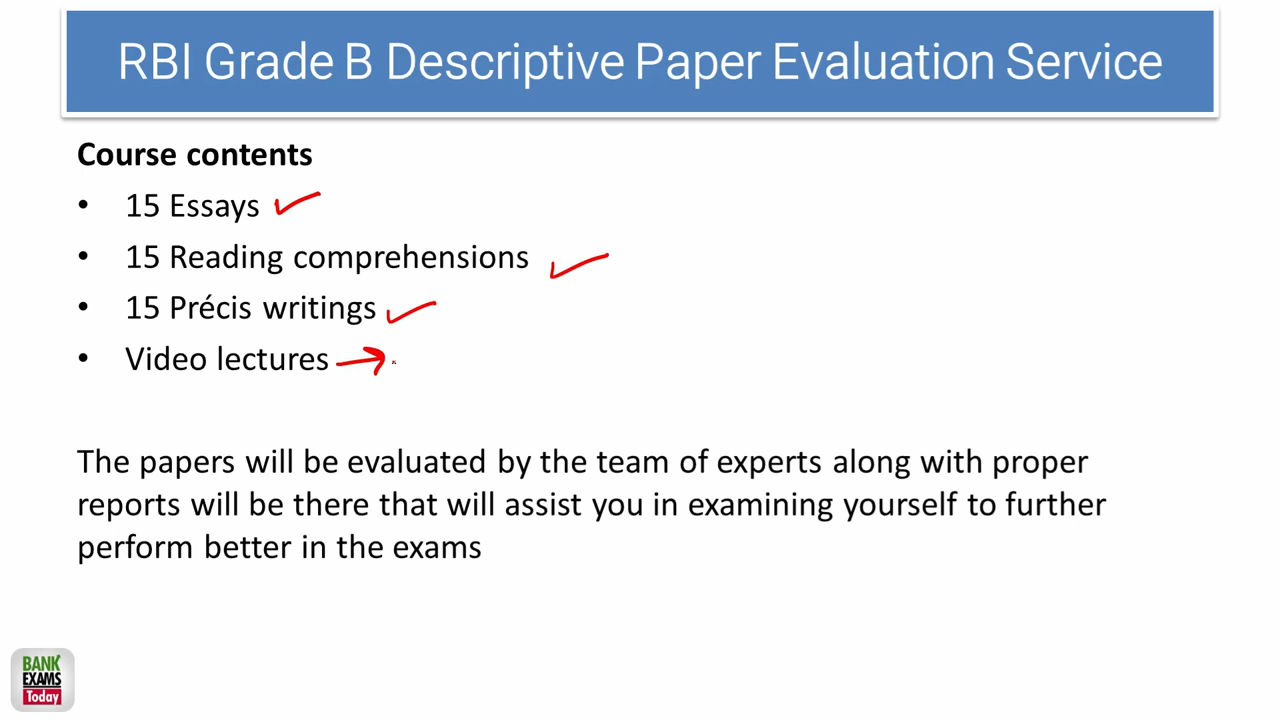 RBI Grade B Descriptive Paper Evaluation Service
Course contents
• 15 Essays
• 15 Reading comprehensions
• 15 Précis writings
• Video lectures
The papers will be evaluated by the team of experts along with proper
reports will be there that will assist you in examining yourself to further
perform better in the exams
BANK
EXAMS
Today